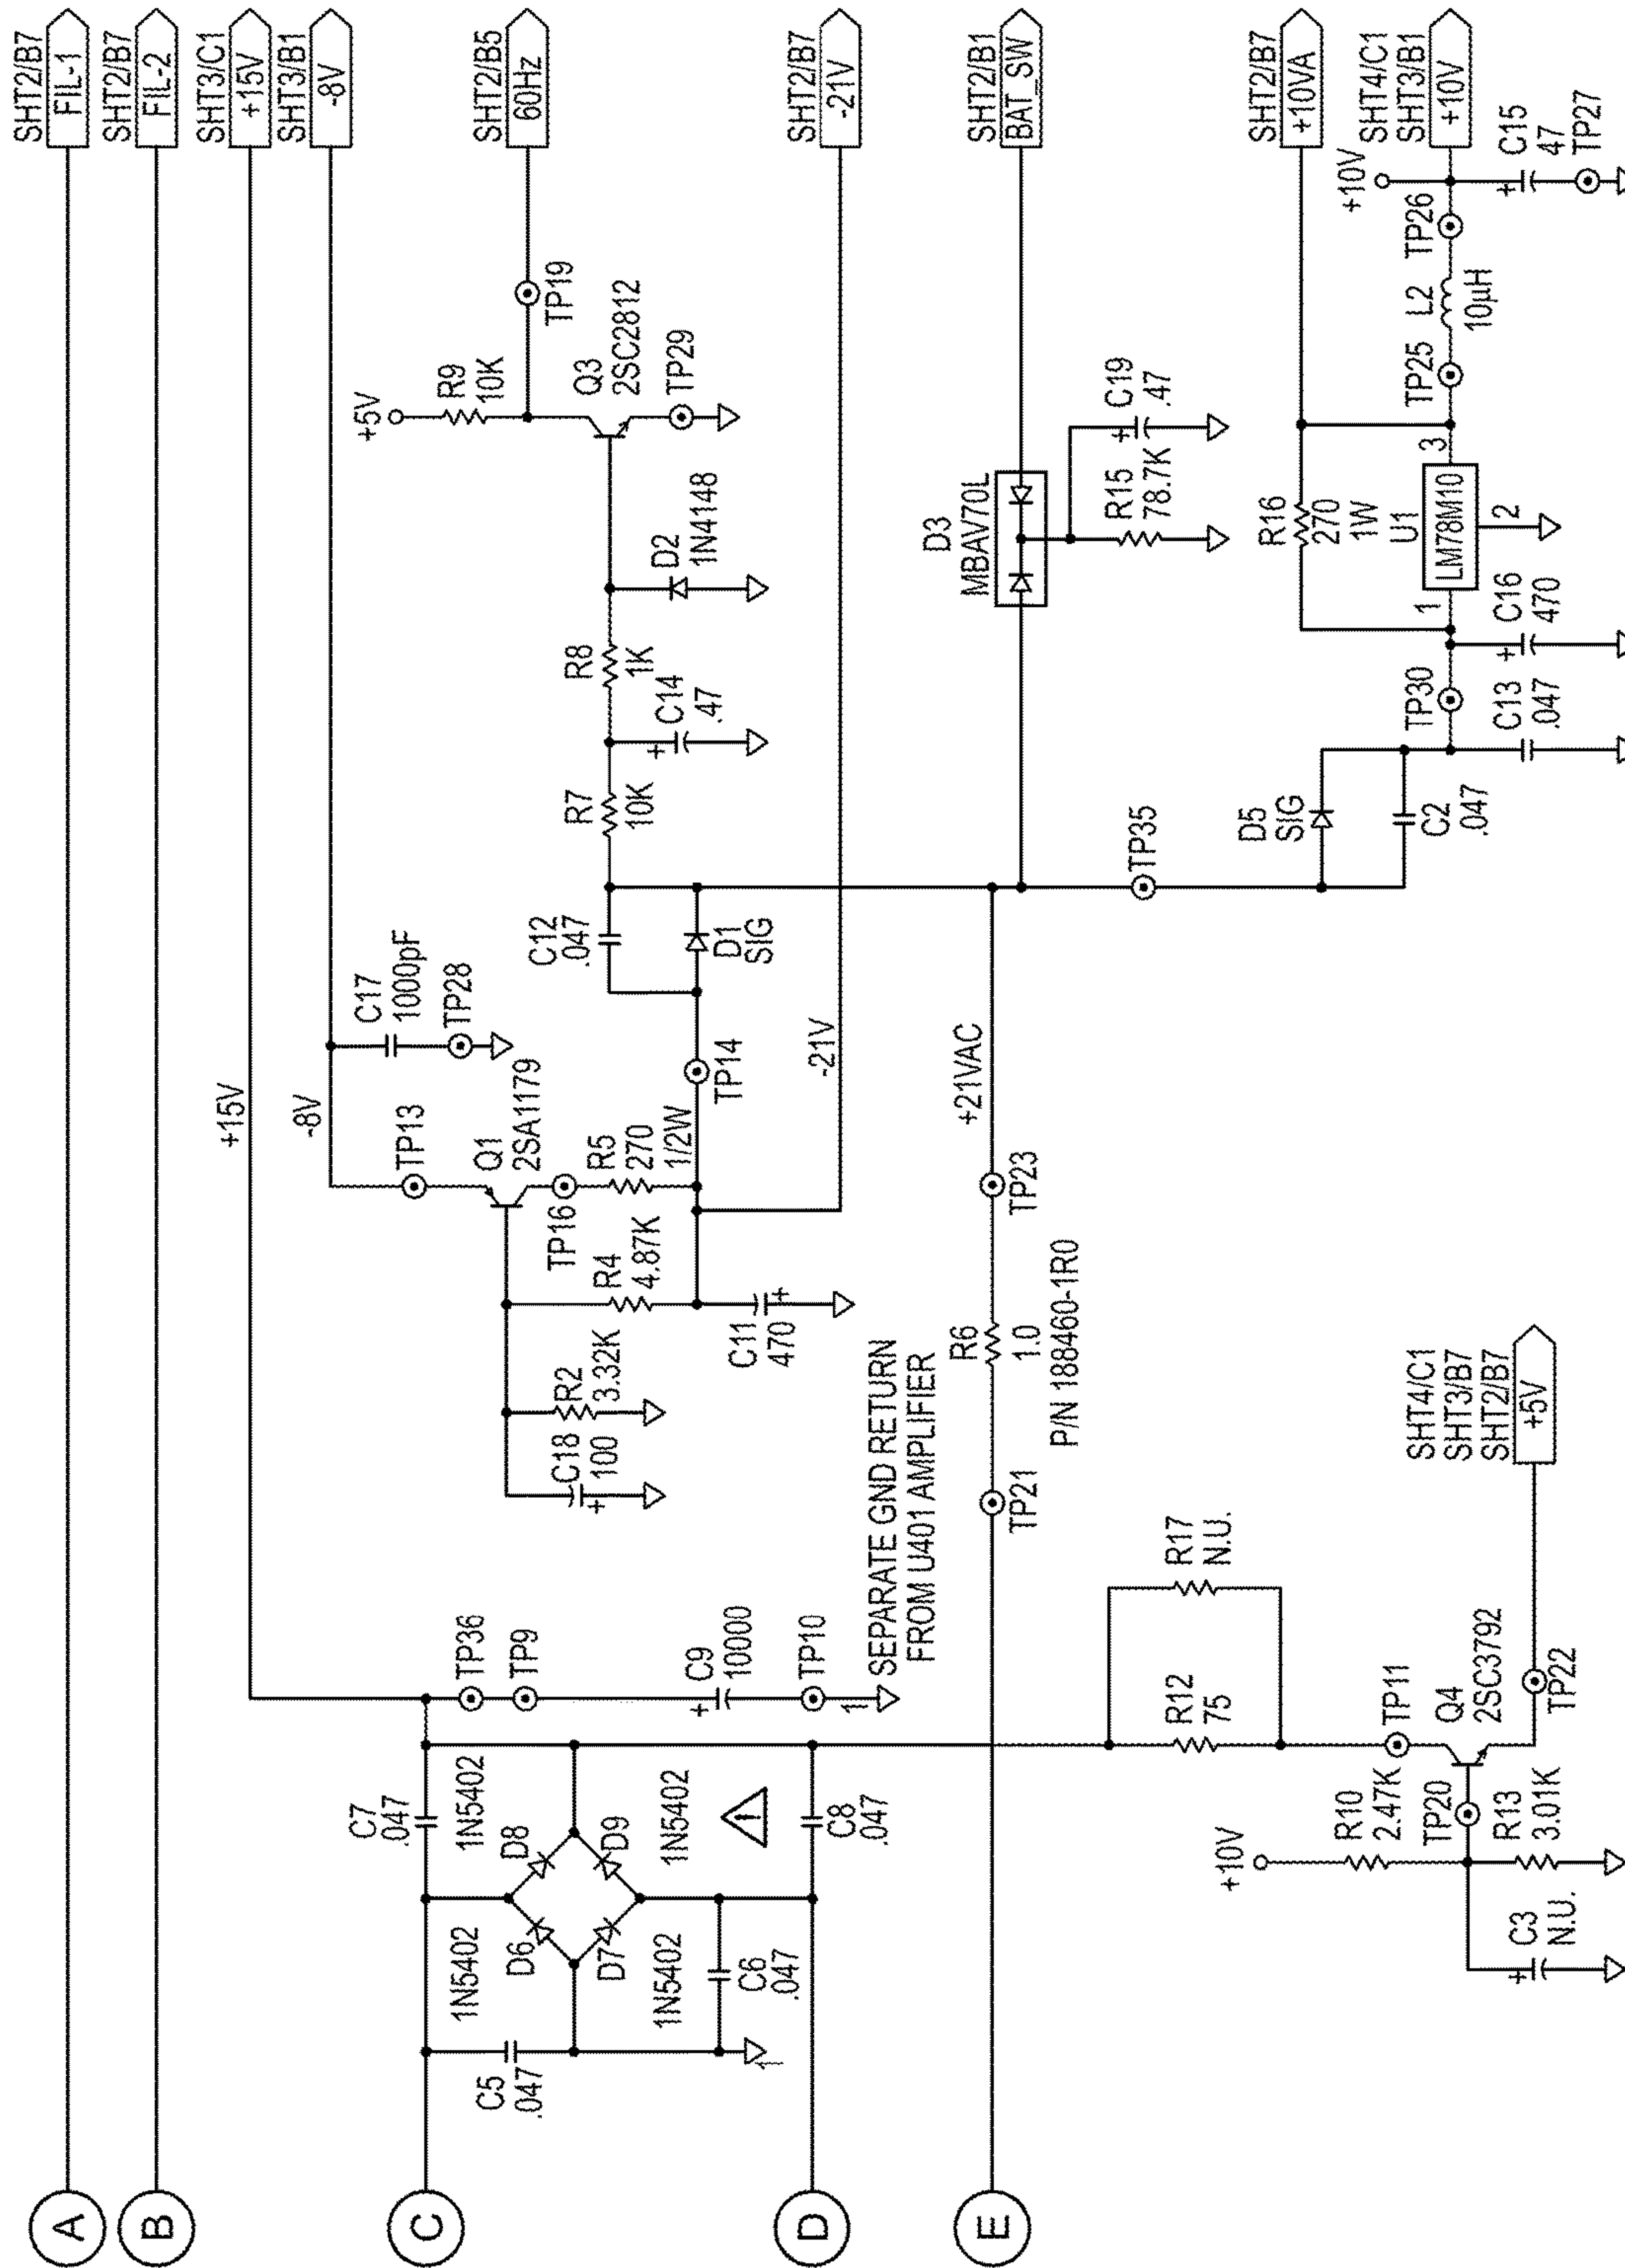 SHT2/B7
FIL-1
SHT2/B7
FIL-2
SHT3/C1
+15V
SHT3/B1
-8V
SHT2/B5
60Hz
SHT2/B7
-21V
SHT2/B1
BAT_SW
SHT2/B7
+10VA
SHT4/C1
SHT3/B1
+10V
+15V
-8V
C17
1000pF
TP28
TP13
Q1
2SA1179
TP16
R5
270
1/2W
R4
4.87K
R2
3.32K
C18
100
+
C11
470
+
TP14
C12
.047
D1
SIG
-21V
R7
10K
C14
.47
+
R8
1K
D2
1N4148
+5V
R9
10K
Q3
2SC2812
TP29
TP19
A
B
C
D
E
C5
.047
1N5402
D6
D7
1N5402
C6
.047
1
C7
.047
1N5402
D8
D9
1N5402
!
C8
.047
TP36
TP9
C9
10000
+
TP10
1
SEPARATE GND RETURN
FROM U401 AMPLIFIER
TP21
R6
1.0
P/N 188460-1R0
TP23
+21VAC
D3
MBAV70L
R15
78.7K
C19
.47
+
TP35
D5
SIG
C2
.047
TP30
C13
.047
C16
470
+
R16
270
1W
U1
LM78M10
1
2
3
TP25
L2
10µH
TP26
+10V
C15
47
+
TP27
R12
75
R17
N.U.
TP11
Q4
2SC3792
TP22
+10V
R10
2.47K
TP20
R13
3.01K
C3
N.U.
+
SHT4/C1
SHT3/B7
SHT2/B7
+5V